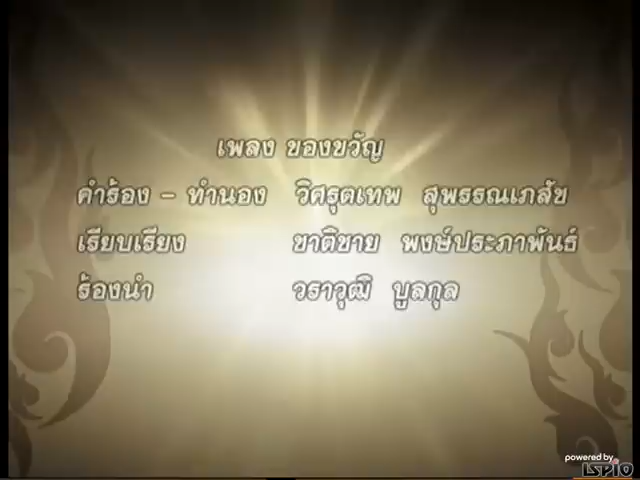 เพลง ของขวัญ
คำร้อง - ทำนอง วิศรุตเทพ สุพรรณเภสัช
เรียบเรียง ชาติชาย พงษ์ประภาพันธ์
ร้องนำ วราวุฒิ บูลกุล
powered by
LSPIO